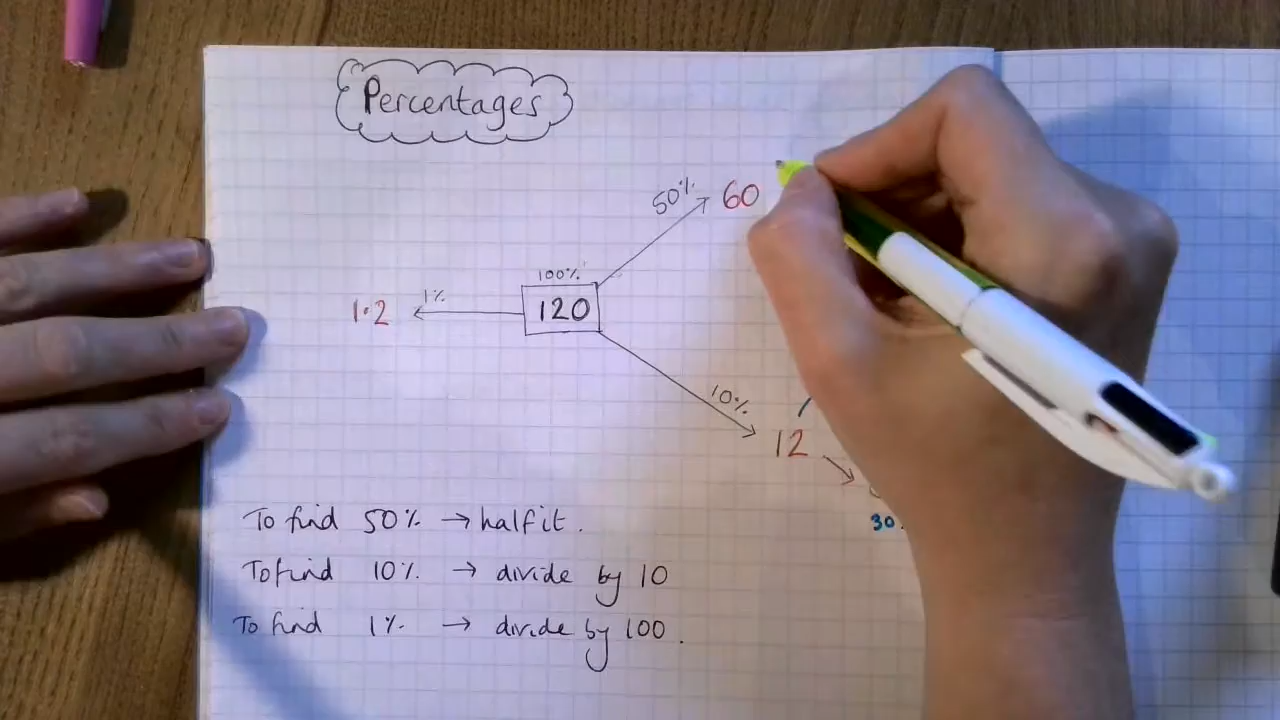 Percentages
50% 60
100%
1.2 1% 120
10%
12
30
To find 50% → half it.
To find 10% → divide by 10
To find 1% → divide by 100.